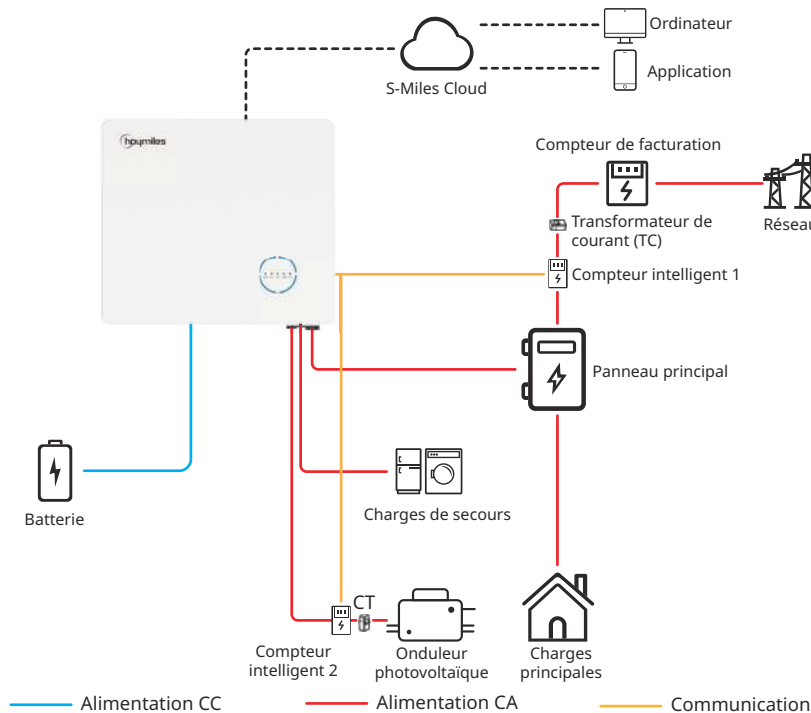 Ordinateur
Application
S-Miles Cloud
hoymiles
Compteur de facturation
Réseau
Transformateur de
courant (TC)
Compteur intelligent 1
Panneau principal
Batterie
Charges de secours
CT
Compteur
intelligent 2
Onduleur
photovoltaïque
Charges
principales
Alimentation CC
Alimentation CA
Communication